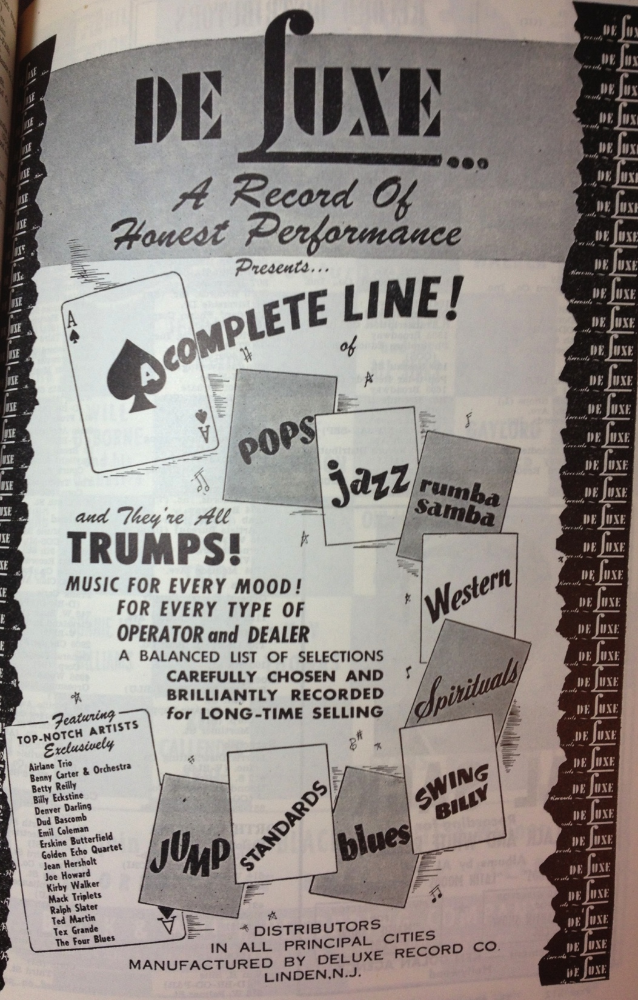 DE LUXE...
A Record Of
Honest Performance
Presents...
A
A COMPLETE LINE!
of
A
POPS
jazz
rumba
samba
Western
Spirituals
SWING
BILLY
blues
STANDARDS
JUMP
and They're All
TRUMPS!
MUSIC FOR EVERY MOOD!
FOR EVERY TYPE OF
OPERATOR and DEALER
A BALANCED LIST OF SELECTIONS
CAREFULLY CHOSEN AND
BRILLIANTLY RECORDED
for LONG-TIME SELLING
Featuring
TOP-NOTCH ARTISTS
Exclusively
Airlane Trio
Benny Carter & Orchestra
Betty Reilly
Billy Eckstine
Denver Darling
Dud Bascomb
Emil Coleman
Erskine Butterfield
Golden Echo Quartet
Jean Hersholt
Joe Howard
Kirby Walker
Mack Triplets
Ralph Slater
Ted Martin
Tex Grande
The Four Blues
A
DISTRIBUTORS
IN ALL PRINCIPAL CITIES
MANUFACTURED BY DELUXE RECORD CO.
LINDEN, N.J.